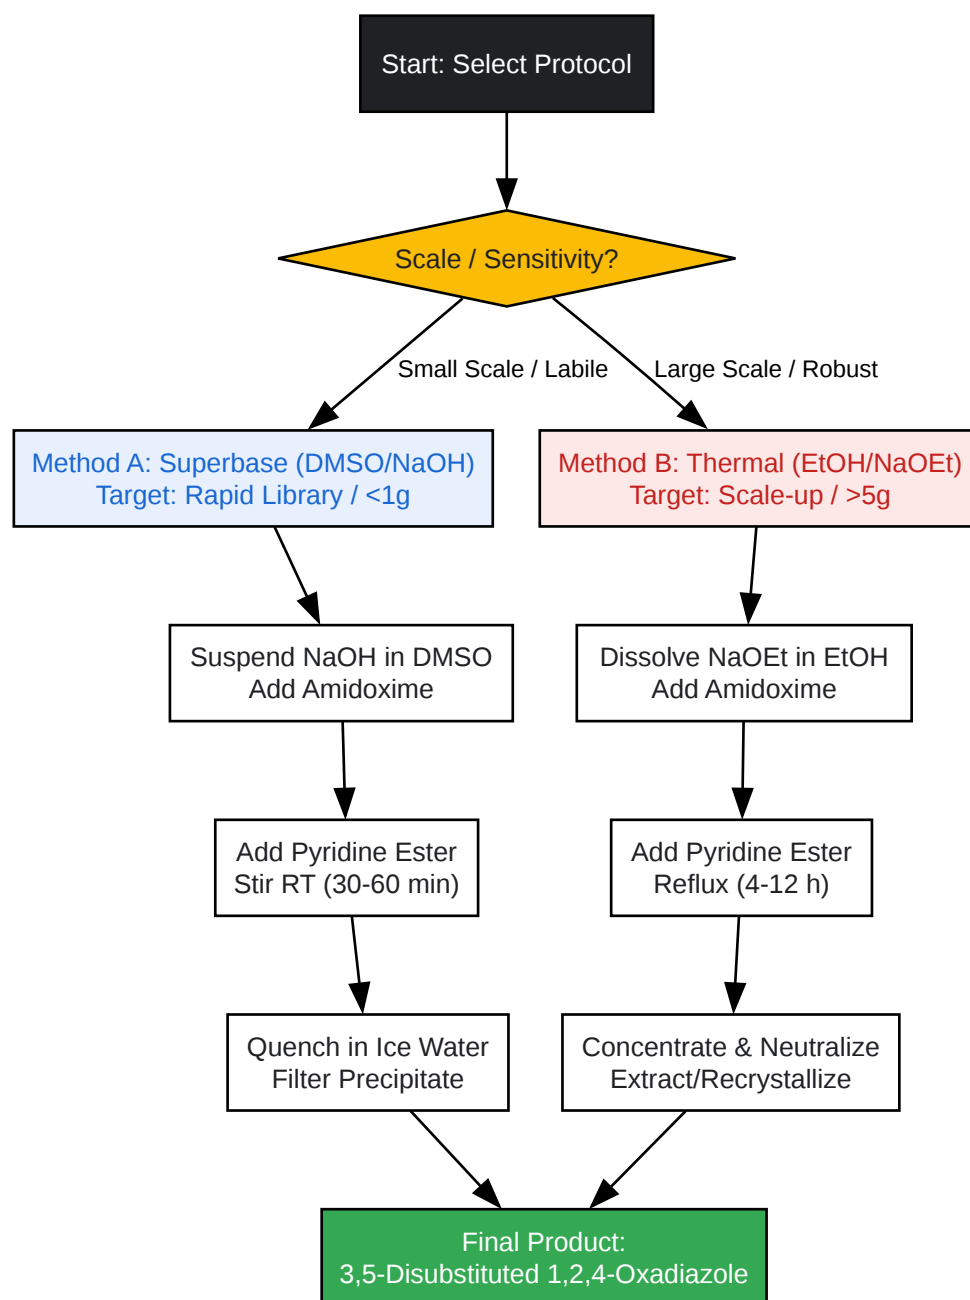 Start: Select Protocol
Scale / Sensitivity?
Small Scale / Labile
Large Scale / Robust
Method A: Superbase (DMSO/NaOH)
Target: Rapid Library / <1g
Method B: Thermal (EtOH/NaOEt)
Target: Scale-up / >5g
Suspend NaOH in DMSO
Add Amidoxime
Dissolve NaOEt in EtOH
Add Amidoxime
Add Pyridine Ester
Stir RT (30-60 min)
Add Pyridine Ester
Reflux (4-12 h)
Quench in Ice Water
Filter Precipitate
Concentrate & Neutralize
Extract/Recrystallize
Final Product:
3,5-Disubstituted 1,2,4-Oxadiazole